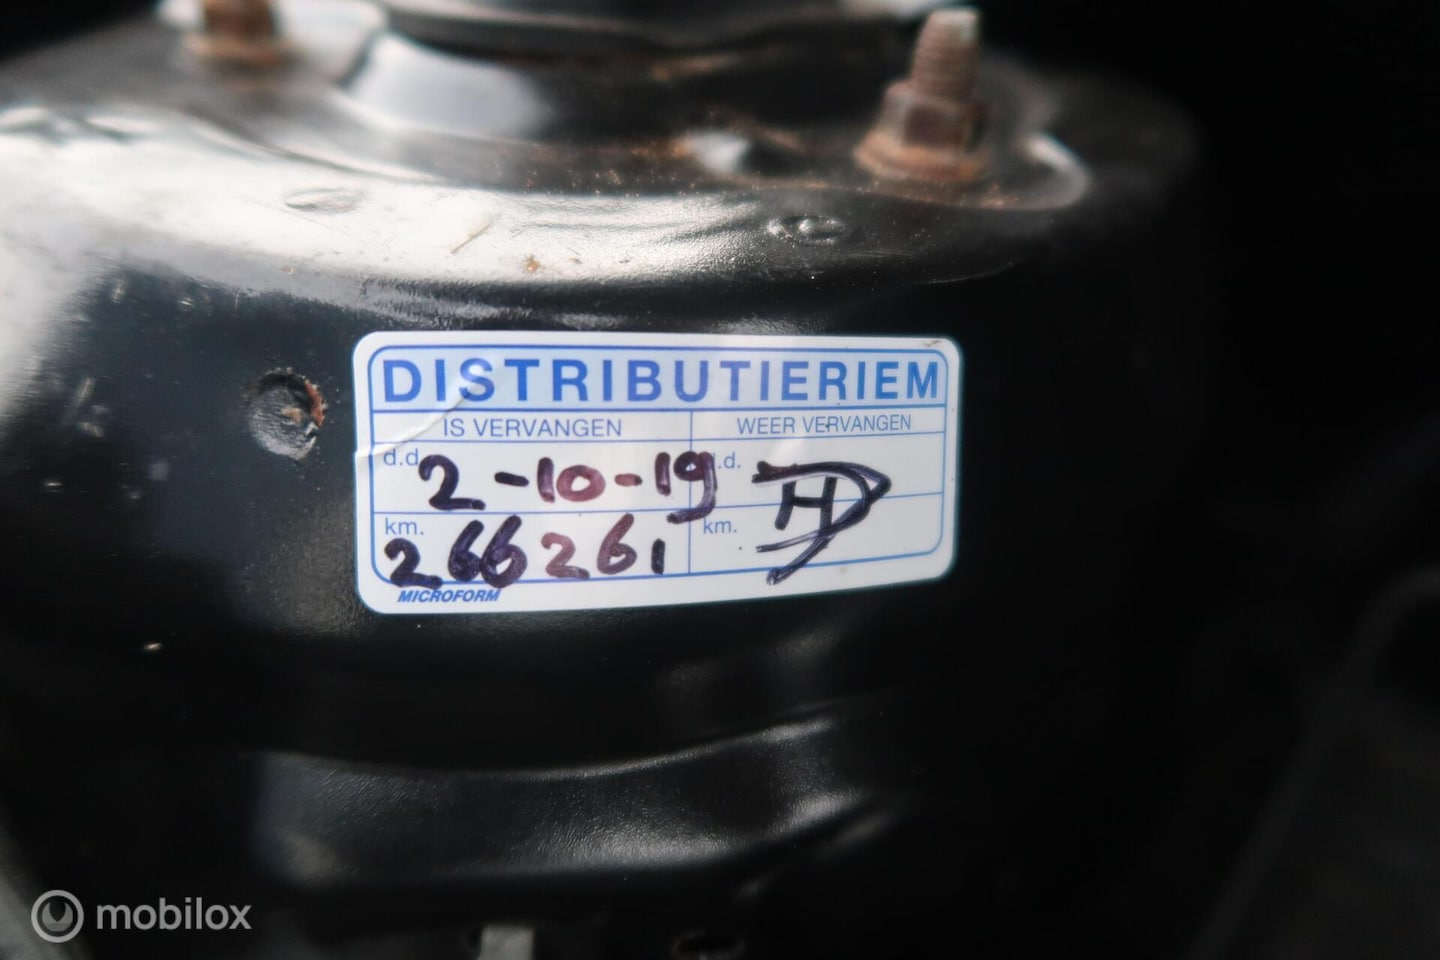 DISTRIBUTIERIEM
IS VERVANGEN
WEER VERVANGEN
d.d. 2-10-19
d.d.
km. 266261
km.
MICROFORM
mobilox